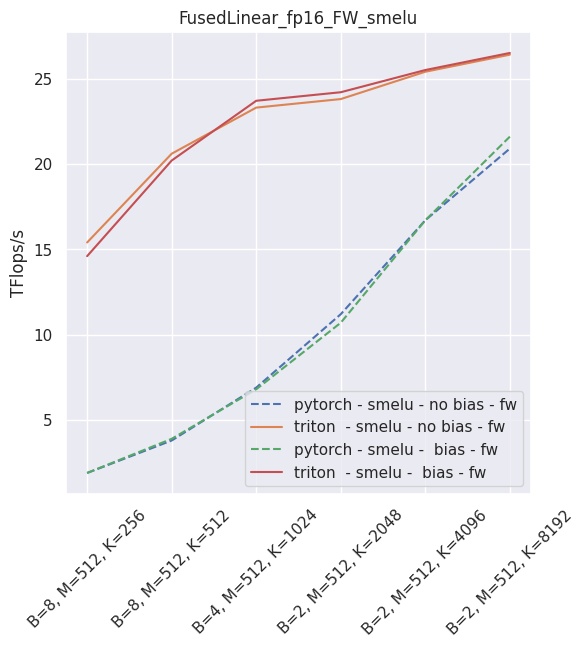 FusedLinear_fp16_FW_smelu
TFlops/s
25
20
15
10
5
pytorch - smelu - no bias - fw
triton  - smelu - no bias - fw
pytorch - smelu -  bias - fw
triton  - smelu -  bias - fw
B=8, M=512, K=256
B=8, M=512, K=512
B=4, M=512, K=1024
B=2, M=512, K=2048
B=2, M=512, K=4096
B=2, M=512, K=8192